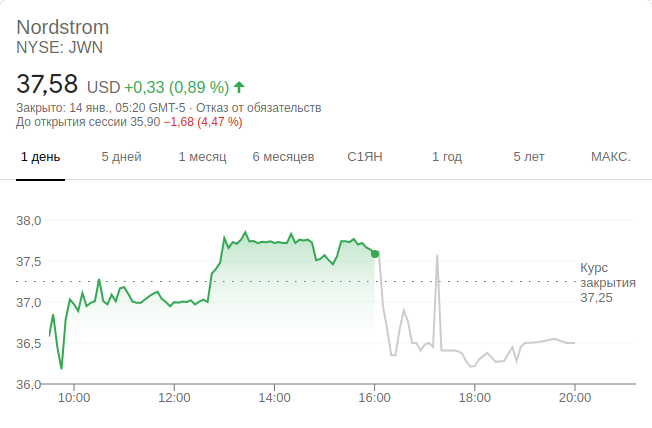 Nordstrom
NYSE: JWN
37,58 USD +0,33 (0,89 %)
Закрыто: 14 янв., 05:20 GMT-5 · Отказ от обязательств
До открытия сессии 35,90 −1,68 (4,47 %)
1 день 5 дней 1 месяц 6 месяцев С1ЯН 1 год 5 лет МАКС.
38,0
37,5
37,0
36,5
36,0
Курс
закрытия
37,25
10:00 12:00 14:00 16:00 18:00 20:00